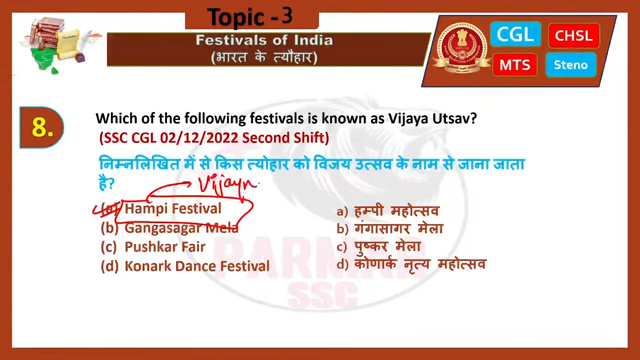 Topic -3
Festivals of India
(भारत के त्यौहार)
CGL CHSL
MTS Steno
8. Which of the following festivals is known as Vijaya Utsav?
(SSC CGL 02/12/2022 Second Shift)
निम्नलिखित में से किस त्योहार को विजय उत्सव के नाम से जाना जाता
है?
Vijayn
(a) Hampi Festival
(b) Gangasagar Mela
(c) Pushkar Fair
(d) Konark Dance Festival
a) हम्पी महोत्सव
b) गंगासागर मेला
c) पुष्कर मेला
d) कोणार्क नृत्य महोत्सव
PARMAR
SSC